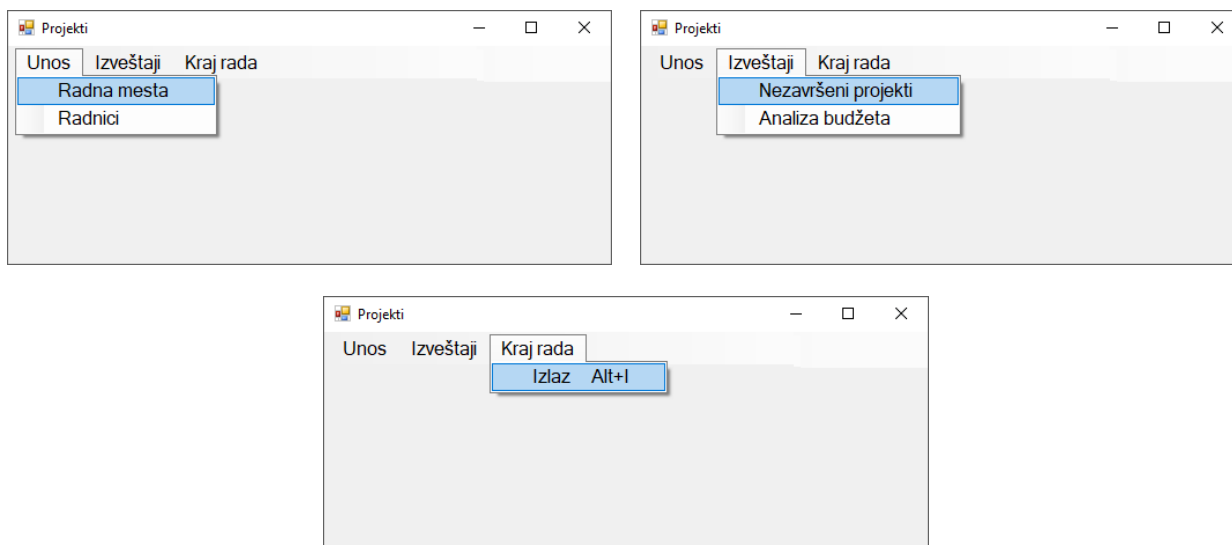 Projekti
Unos Izveštaji Kraj rada
Radna mesta
Radnici
Projekti
Unos Izveštaji Kraj rada
Nezavršeni projekti
Analiza budžeta
Projekti
Unos Izveštaji Kraj rada
Izlaz Alt+I